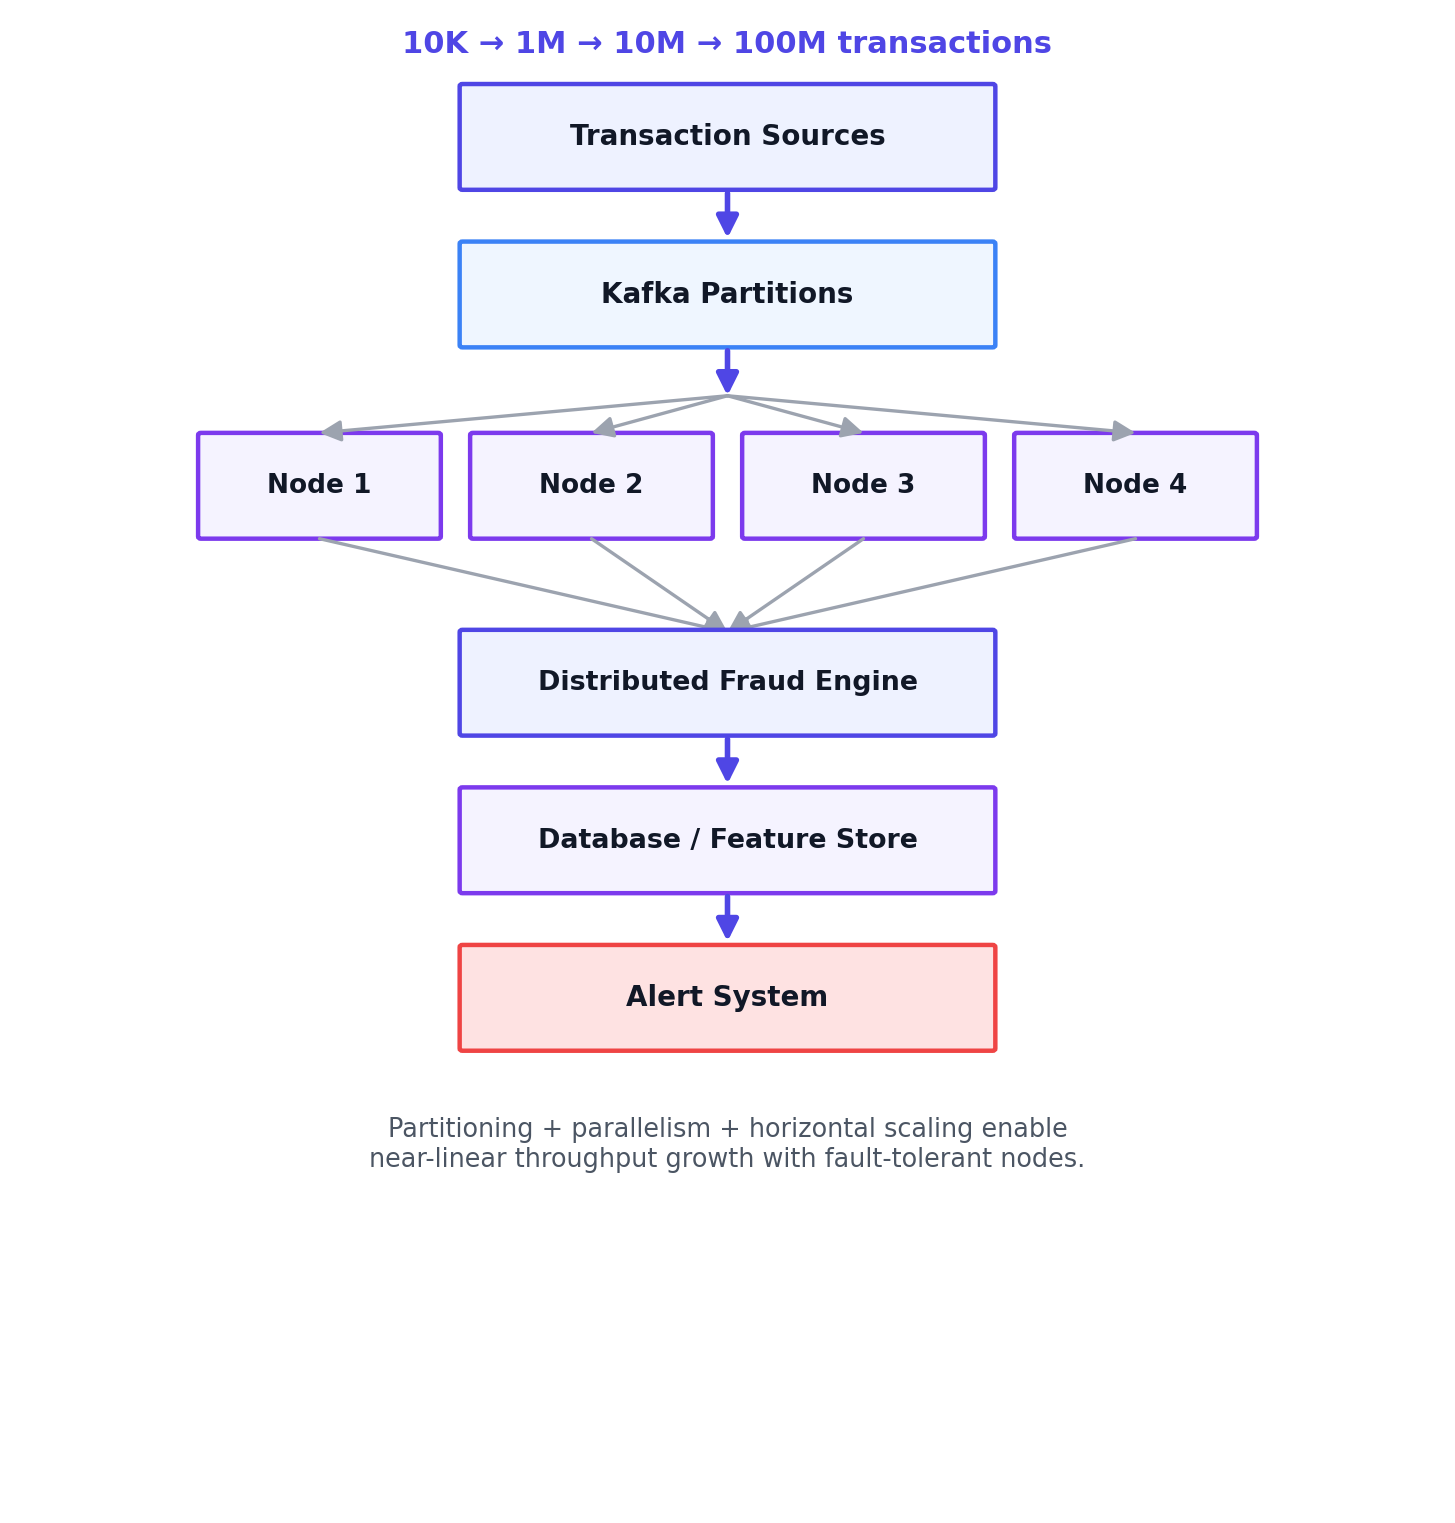 10K → 1M → 10M → 100M transactions
Transaction Sources
Kafka Partitions
Node 1
Node 2
Node 3
Node 4
Distributed Fraud Engine
Database / Feature Store
Alert System
Partitioning + parallelism + horizontal scaling enable
near-linear throughput growth with fault-tolerant nodes.